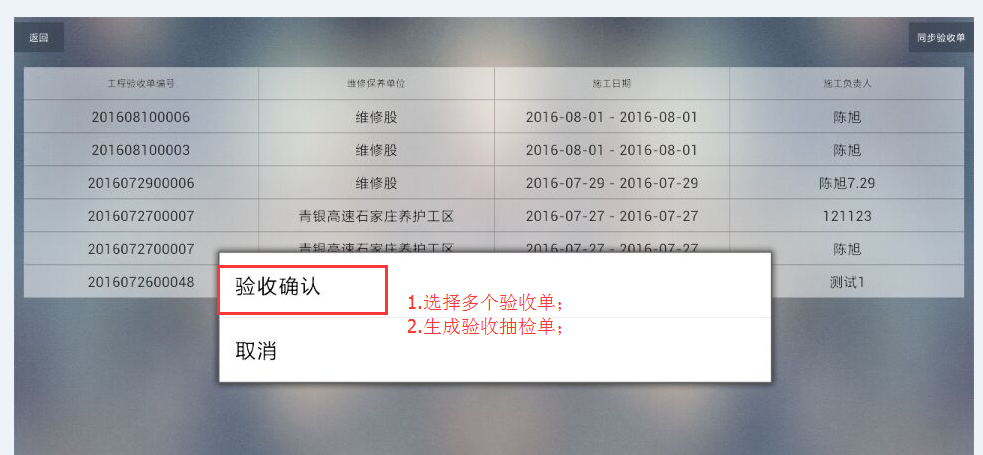 返回
同步验收单
工程验收单编号 维修保养单位 施工日期 施工负责人
201608100006 维修股 2016-08-01 - 2016-08-01 陈旭
201608100003 维修股 2016-08-01 - 2016-08-01 陈旭
2016072900006 维修股 2016-07-29 - 2016-07-29 陈旭7.29
2016072700007 青银高速石家庄养护工区 2016-07-27 - 2016-07-27 121123
2016072700007 青银高速石家庄养护工区 2016-07-27 - 2016-07-27 陈旭
2016072600048 测试1
验收确认
1.选择多个验收单；
2.生成验收抽检单；
取消